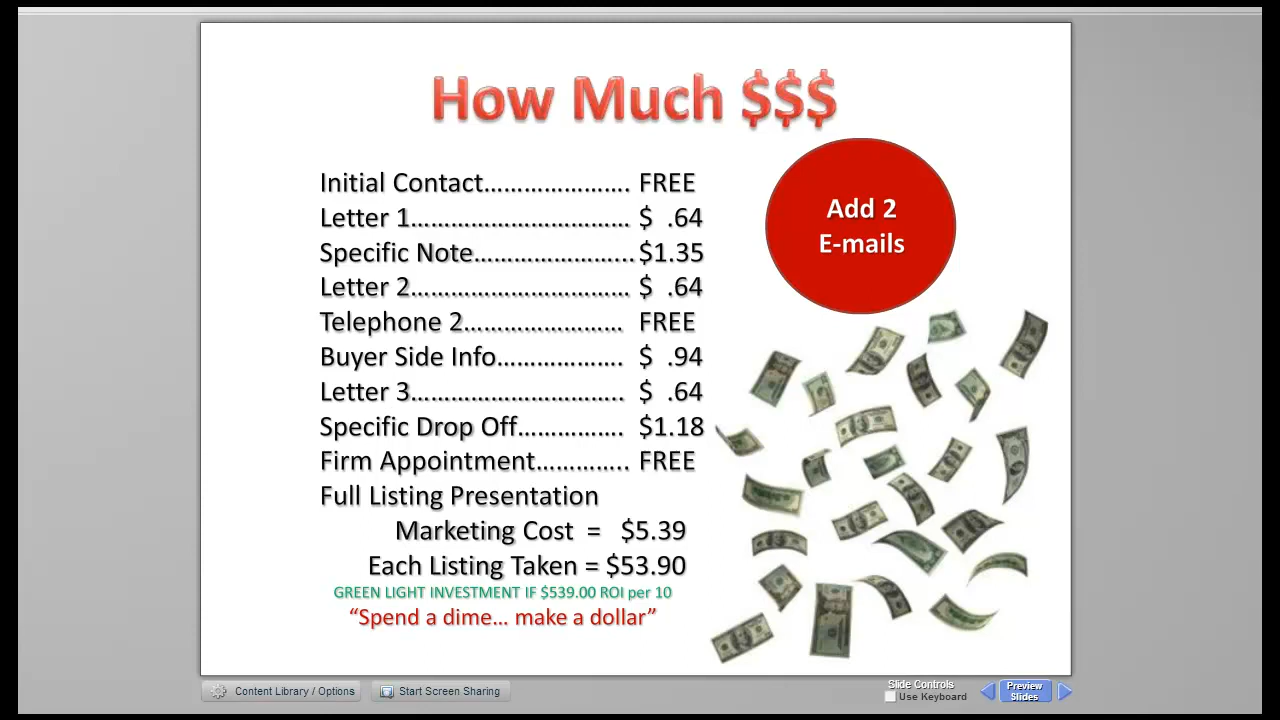 How Much $$$
Initial Contact…………………. FREE
Letter 1………………………… $ .64
Specific Note…………………... $1.35
Letter 2………………………… $ .64
Telephone 2…………………… FREE
Buyer Side Info………………. $ .94
Letter 3……………………….. $ .64
Specific Drop Off……………. $1.18
Firm Appointment………….. FREE
Full Listing Presentation
Marketing Cost = $5.39
Each Listing Taken = $53.90
GREEN LIGHT INVESTMENT IF $539.00 ROI per 10
“Spend a dime… make a dollar”
Add 2
E-mails
Content Library / Options
Start Screen Sharing
Slide Controls
Use Keyboard
Preview
Slides